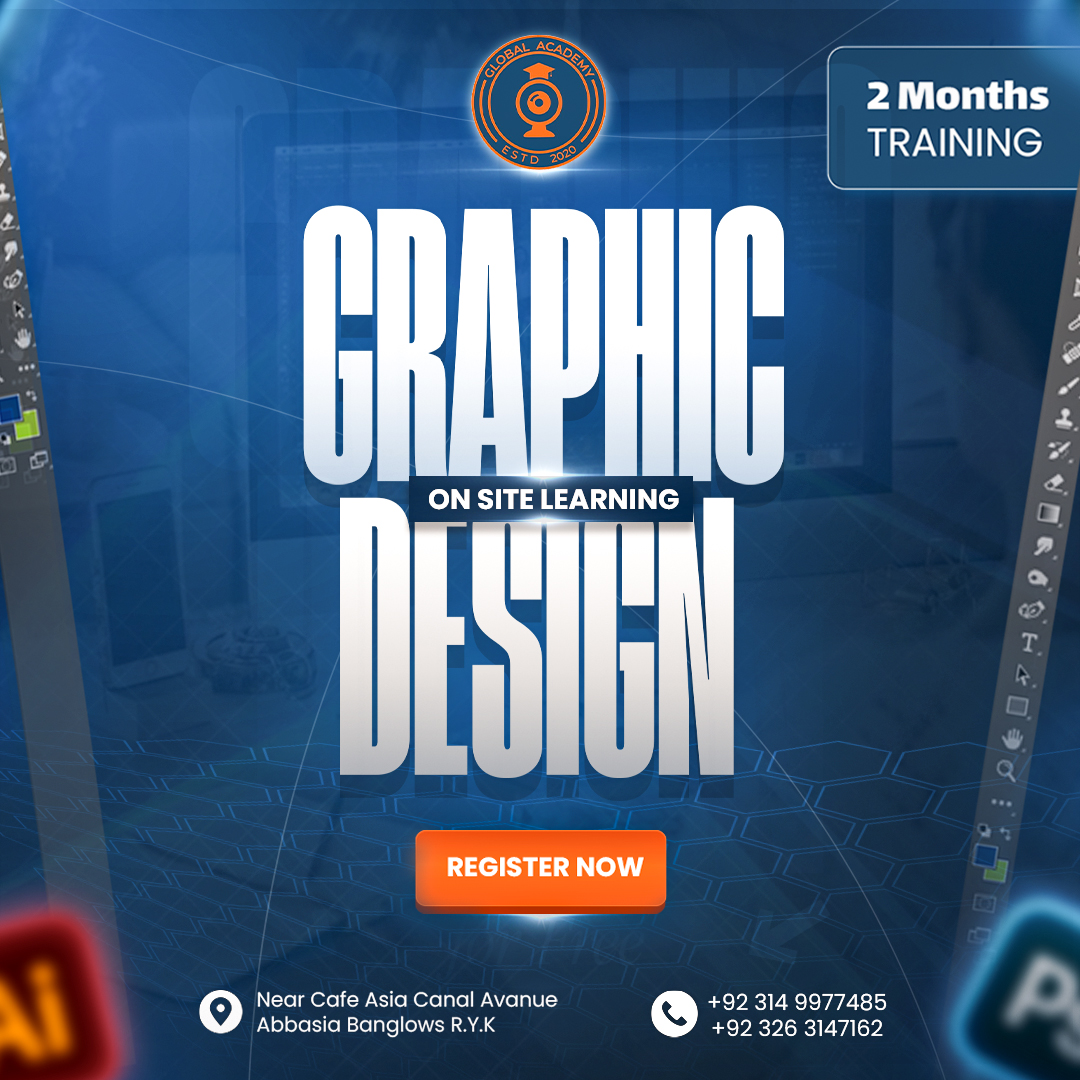 GLOBAL ACADEMY
ESTD 2020
2 Months
TRAINING
GRAPHIC
ON SITE LEARNING
DESIGN
REGISTER NOW
Near Cafe Asia Canal Avanue
Abbasia Banglows R.Y.K
+92 314 9977485
+92 326 3147162
Ai
Ps